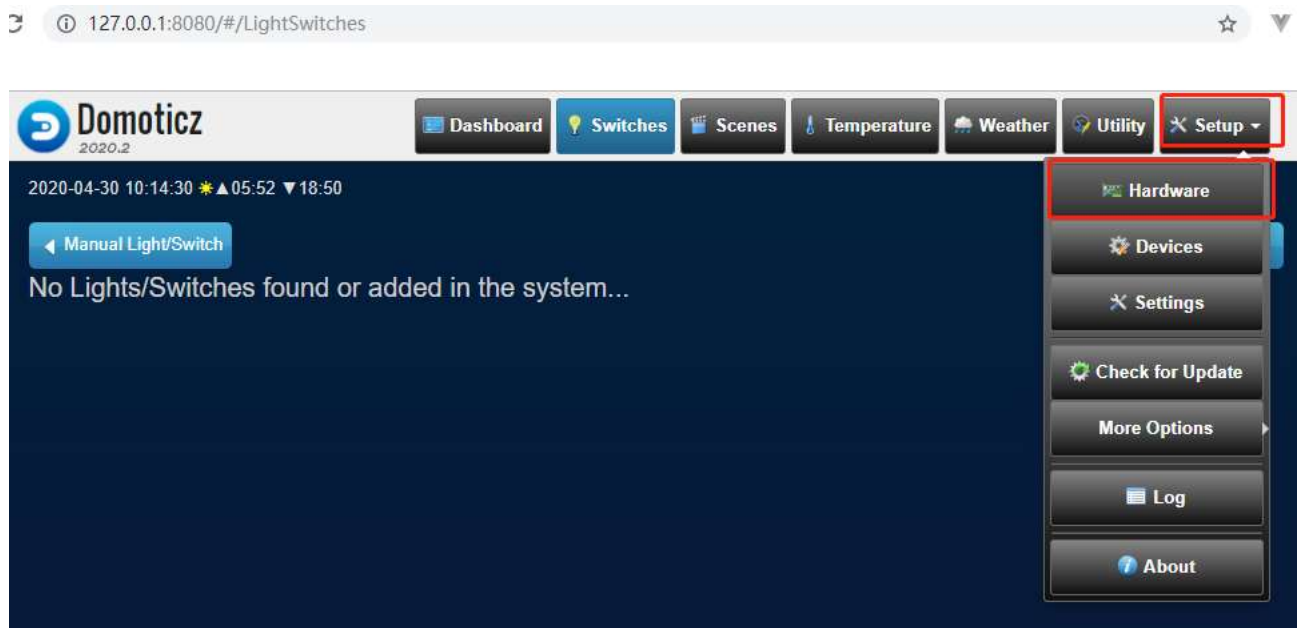 127.0.0.1:8080/#/LightSwitches
Domoticz
2020.2
Dashboard Switches Scenes Temperature Weather Utility Setup
2020-04-30 10:14:30 ☀▲05:52 ▼18:50
Manual Light/Switch
No Lights/Switches found or added in the system...
Hardware
Devices
Settings
Check for Update
More Options
Log
About